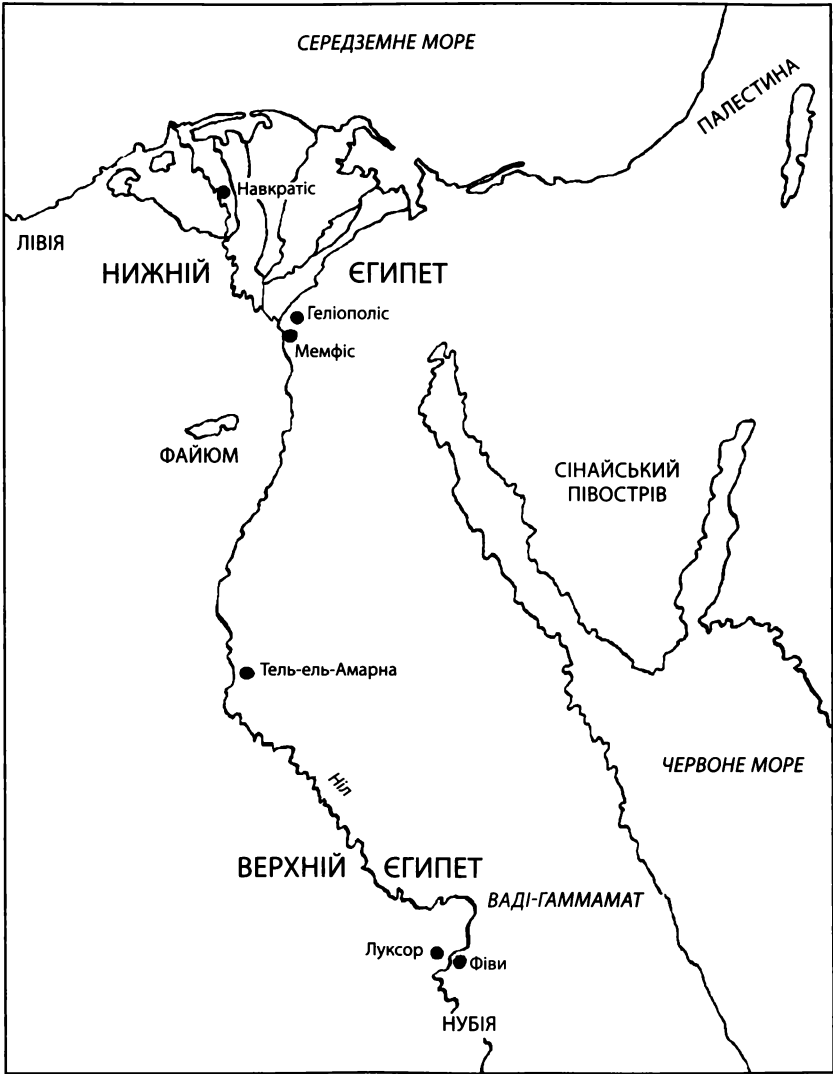 СЕРЕДЗЕМНЕ МОРЕ
ПАЛЕСТИНА
Навкратіс
ЛІВІЯ
НИЖНІЙ ЄГИПЕТ
Геліополіс
Мемфіс
ФАЙЮМ
СІНАЙСЬКИЙ
ПІВОСТРІВ
Тель-ель-Амарна
ЧЕРВОНЕ МОРЕ
Ніл
ВЕРХНІЙ ЄГИПЕТ
ВАДІ-ГАММАМАТ
Луксор
Фіви
НУБІЯ